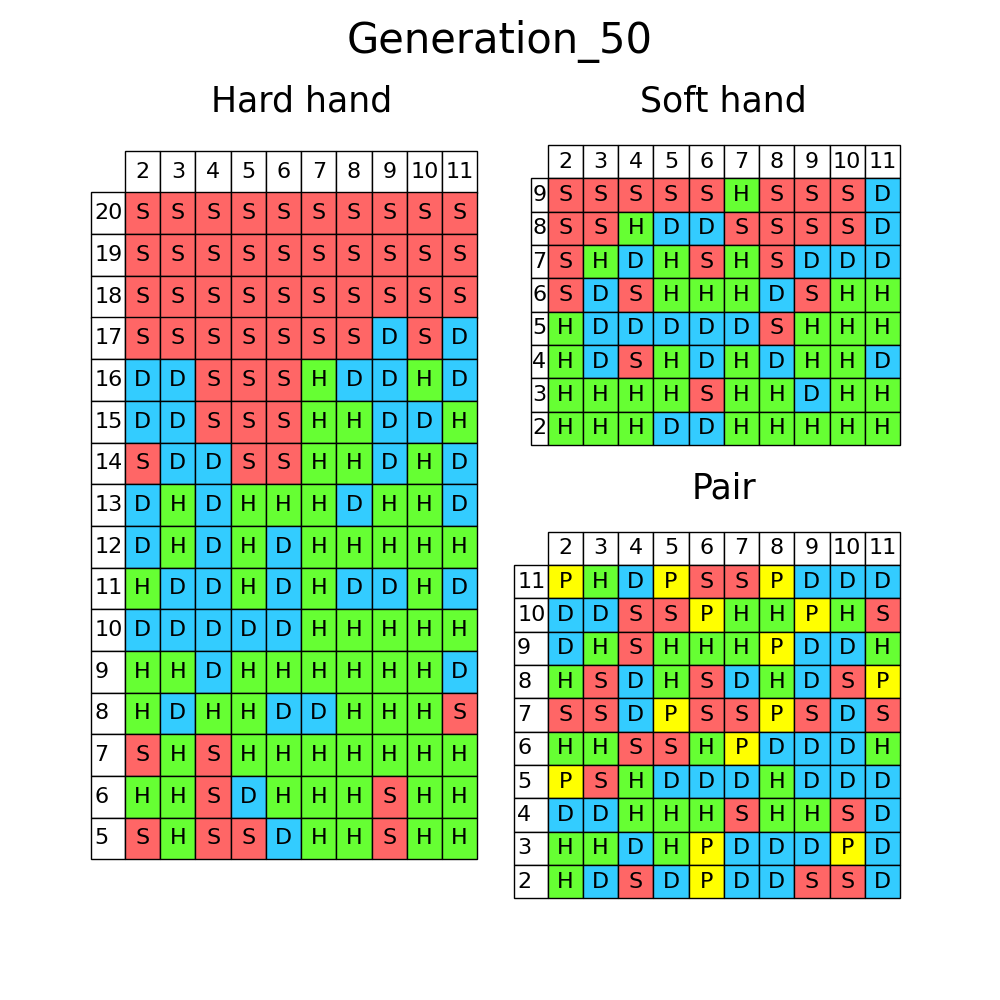 Generation_50
Hard hand
2 3 4 5 6 7 8 9 10 11
20 S S S S S S S S S S
19 S S S S S S S S S S
18 S S S S S S S S S S
17 S S S S S S S D S D
16 D D S S S H D D H D
15 D D S S S H H D D H
14 S D D S S H H D H D
13 D H D H H H D H H D
12 D H D H D H H H H H
11 H D D H D H D D H D
10 D D D D D H H H H H
9 H H D H H H H H H D
8 H D H H D D H H H S
7 S H S H H H H H H H
6 H H S D H H H S H H
5 S H S S D H H S H H
Soft hand
2 3 4 5 6 7 8 9 10 11
9 S S S S S H S S S D
8 S S H D D S S S S D
7 S H D H S H S D D D
6 S D S H H H D S H H
5 H D D D D D S H H H
4 H D S H D H D H H D
3 H H H H S H H D H H
2 H H H D D H H H H H
Pair
2 3 4 5 6 7 8 9 10 11
11 P H D P S S P D D D
10 D D S S P H H P H S
9 D H S H H H P D D H
8 H S D H S D H D S P
7 S S D P S S P S D S
6 H H S S H P D D D H
5 P S H D D D H D D D
4 D D H H H S H H S D
3 H H D H P D D D P D
2 H D S D P D D S S D